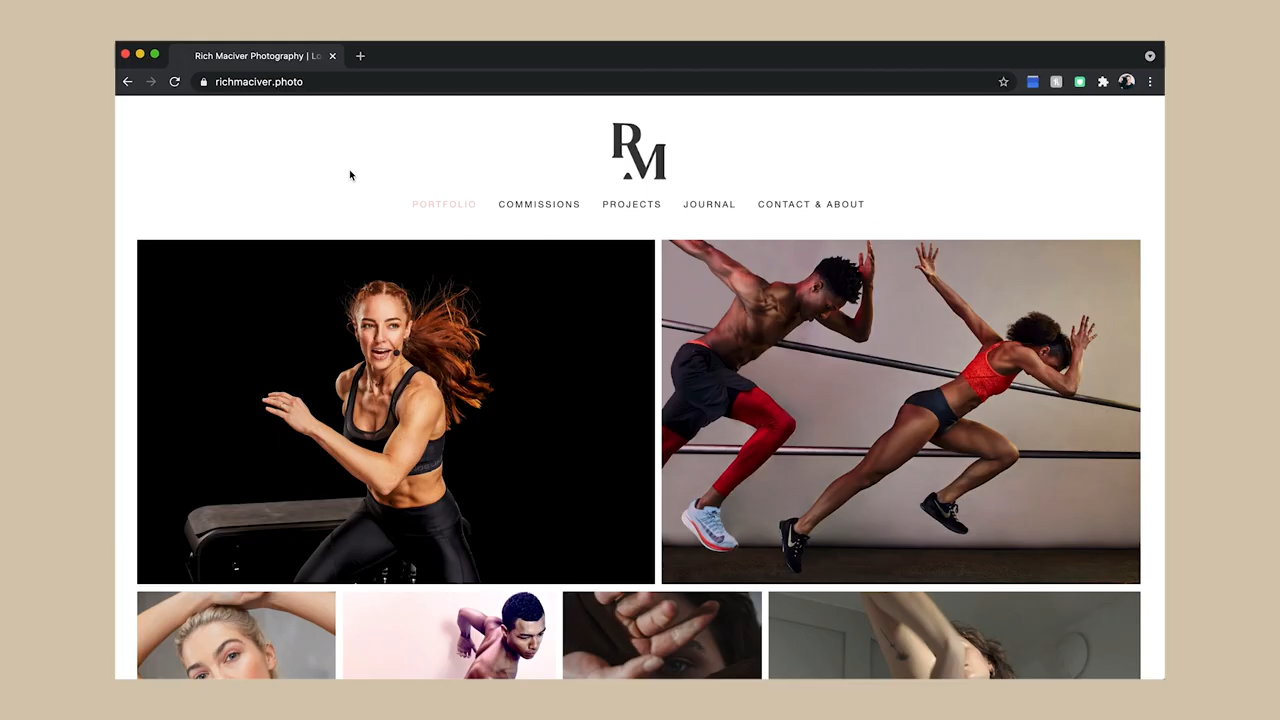 Rich Maciver Photography | Lo
richmaciver.photo
RM
PORTFOLIO COMMISSIONS PROJECTS JOURNAL CONTACT & ABOUT